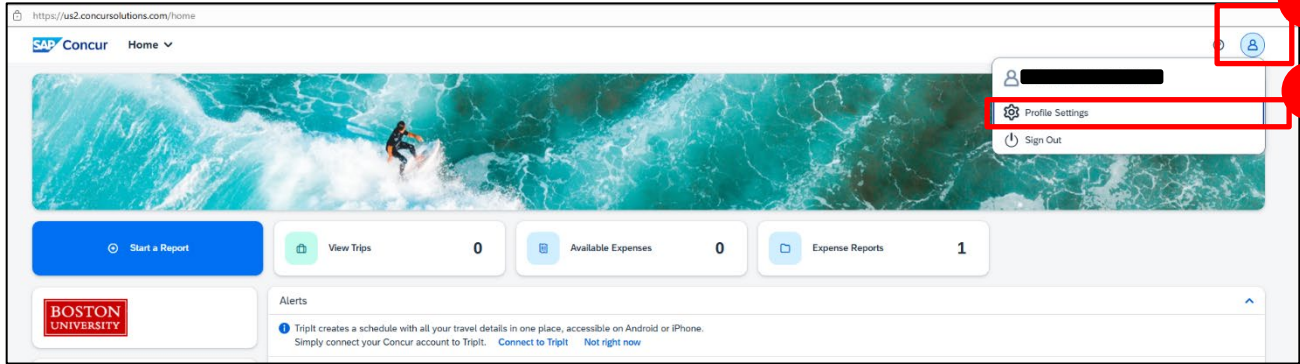 https://us2.concursolutions.com/home
SAP Concur Home
Profile Settings
Sign Out
Start a Report
View Trips 0
Available Expenses 0
Expense Reports 1
BOSTON
UNIVERSITY
Alerts
TripIt creates a schedule with all your travel details in one place, accessible on Android or iPhone.
Simply connect your Concur account to TripIt. Connect to TripIt Not right now